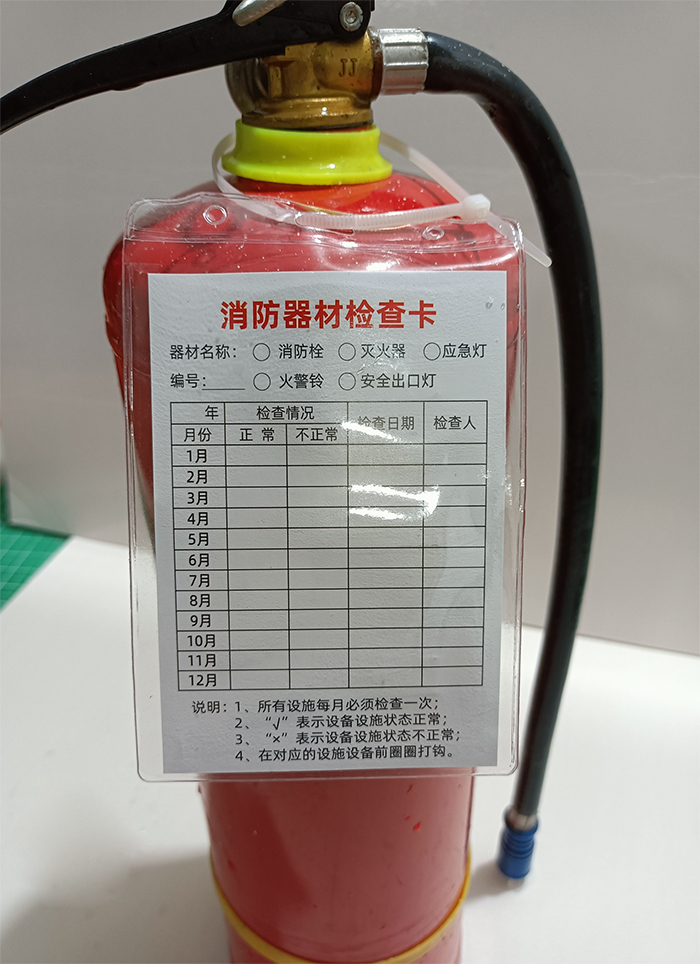 JJ
消防器材检查卡
器材名称： ○ 消防栓 ○ 灭火器 ○应急灯
编号：____ ○ 火警铃 ○ 安全出口灯
年 检查情况 检查日期 检查人
月份 正 常 不正常
1月
2月
3月
4月
5月
6月
7月
8月
9月
10月
11月
12月
说明：1、所有设施每月必须检查一次；
2、“√”表示设备设施状态正常；
3、“×”表示设备设施状态不正常；
4、在对应的设施设备前圈圈打钩。